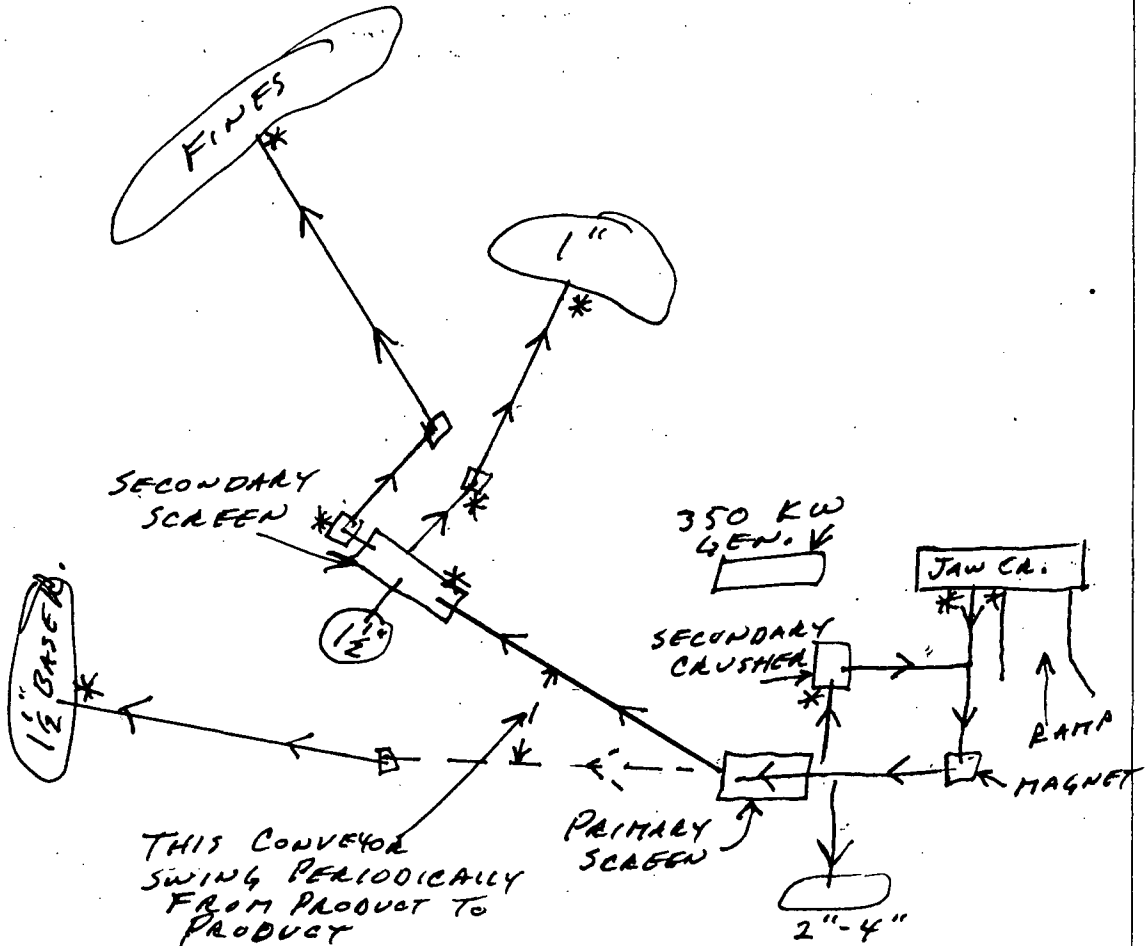 FINES
1"
SECONDARY
SCREEN
350 KW
GEN.
JAW CR.
SECONDARY
CRUSHER
1½"
1½" BASE R.
RAMP
MAGNET
PRIMARY
SCREEN
THIS CONVEYOR
SWING PERIODICALLY
FROM PRODUCT TO
PRODUCT
2"-4"